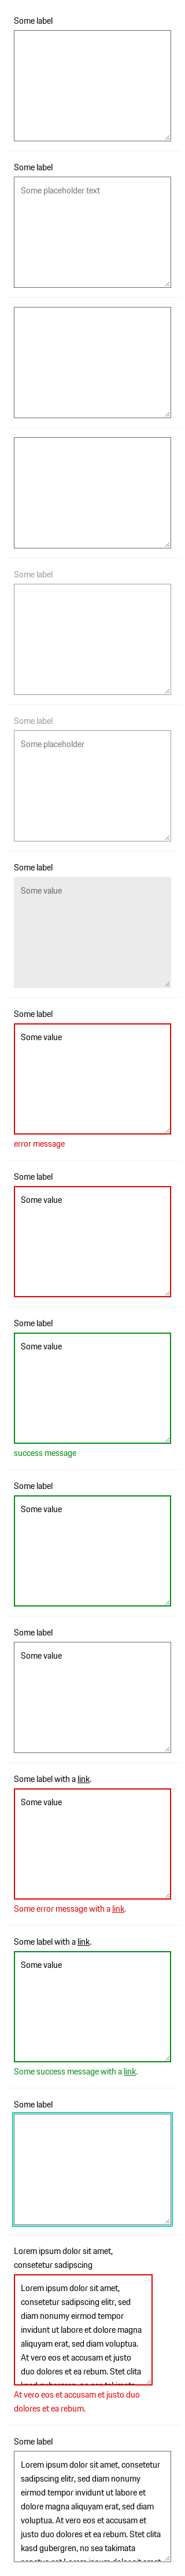 Some label
Some label
Some placeholder text
Some label
Some label
Some placeholder
Some label
Some value
Some label
Some value
error message
Some label
Some value
Some label
Some value
success message
Some label
Some value
Some label
Some value
Some label with a link.
Some value
Some error message with a link.
Some label with a link.
Some value
Some success message with a link.
Some label
Lorem ipsum dolor sit amet,
consetetur sadipscing
Lorem ipsum dolor sit amet,
consetetur sadipscing elitr, sed
diam nonumy eirmod tempor
invidunt ut labore et dolore magna
aliquyam erat, sed diam voluptua.
At vero eos et accusam et justo
duo dolores et ea rebum. Stet clita
At vero eos et accusam et justo duo
dolores et ea rebum.
Some label
Lorem ipsum dolor sit amet, consetetur
sadipscing elitr, sed diam nonumy
eirmod tempor invidunt ut labore et
dolore magna aliquyam erat, sed diam
voluptua. At vero eos et accusam et
justo duo dolores et ea rebum. Stet clita
kasd gubergren, no sea takimata